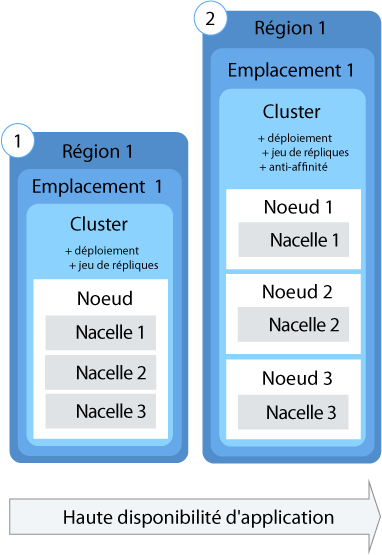 1
Région 1
Emplacement 1
Cluster
+ déploiement
+ jeu de répliques
Noeud
Nacelle 1
Nacelle 2
Nacelle 3
2
Région 1
Emplacement 1
Cluster
+ déploiement
+ jeu de répliques
+ anti-affinité
Noeud 1
Nacelle 1
Noeud 2
Nacelle 2
Noeud 3
Nacelle 3
Haute disponibilité d'application